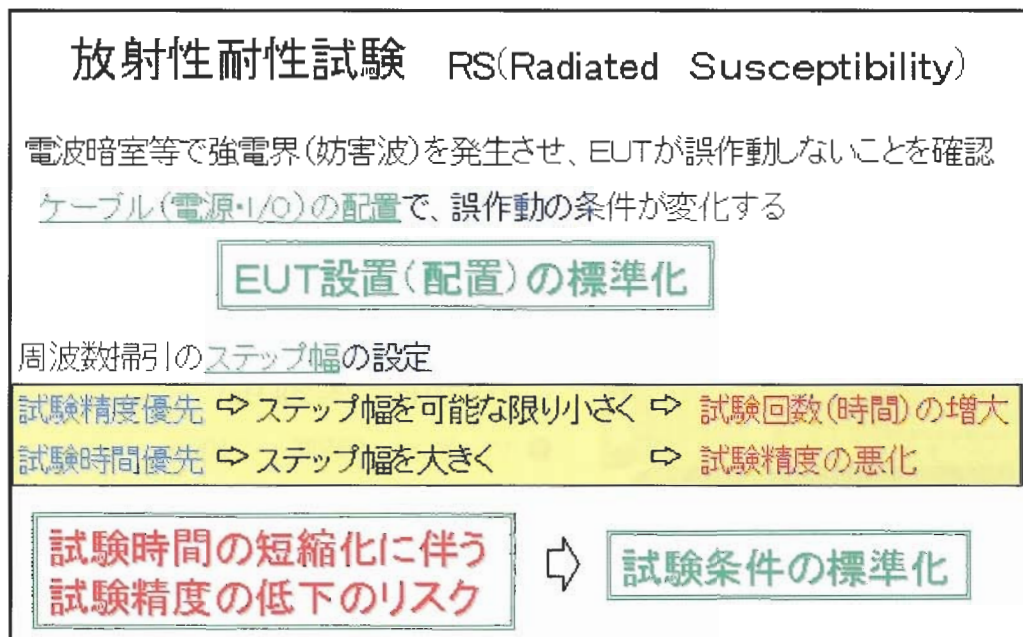 放射性耐性試験 RS(Radiated Susceptibility)
電波暗室等で強電界(妨害波)を発生させ、EUTが誤作動しないことを確認
ケーブル(電源・I/O)の配置で、誤作動の条件が変化する
EUT設置(配置)の標準化
周波数掃引のステップ幅の設定
試験精度優先 ⇨ ステップ幅を可能な限り小さく ⇨ 試験回数(時間)の増大
試験時間優先 ⇨ ステップ幅を大きく ⇨ 試験精度の悪化
試験時間の短縮化に伴う
試験精度の低下のリスク ⇨ 試験条件の標準化